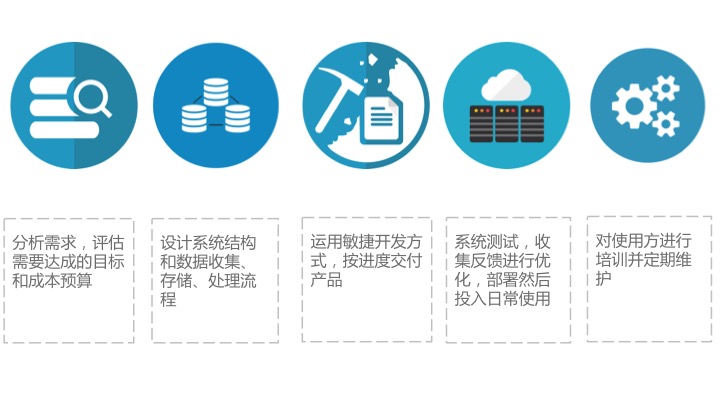 分析需求，评估
需要达成的目标
和成本预算
设计系统结构
和数据收集、
存储、处理流
程
运用敏捷开发方
式，按进度交付
产品
系统测试，收
集反馈进行优
化，部署然后
投入日常使用
对使用方进行
培训并定期维
护